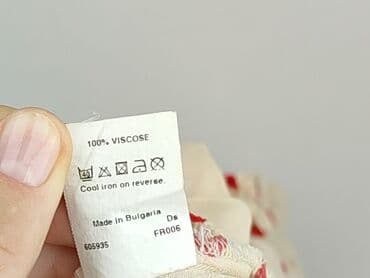 100% VISCOSE
Cool iron on reverse.
Made in Bulgaria Ds
605935 FR006